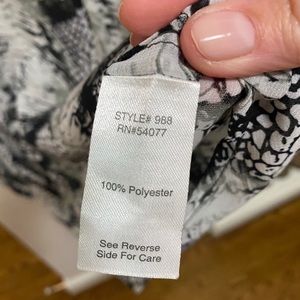 STYLE# 988
RN#54077
100% Polyester
See Reverse
Side For Care